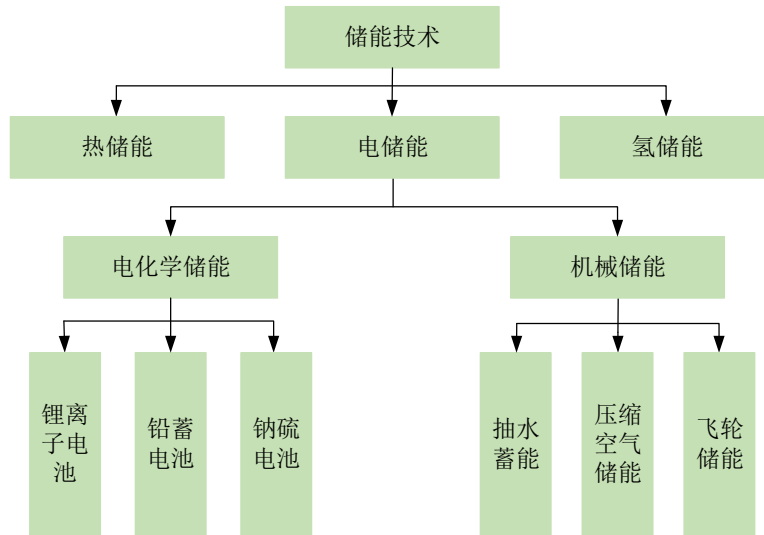 储能技术
热储能
电储能
氢储能
电化学储能
机械储能
锂离
子电
池
铅蓄
电池
钠硫
电池
抽水
蓄能
压缩
空气
储能
飞轮
储能